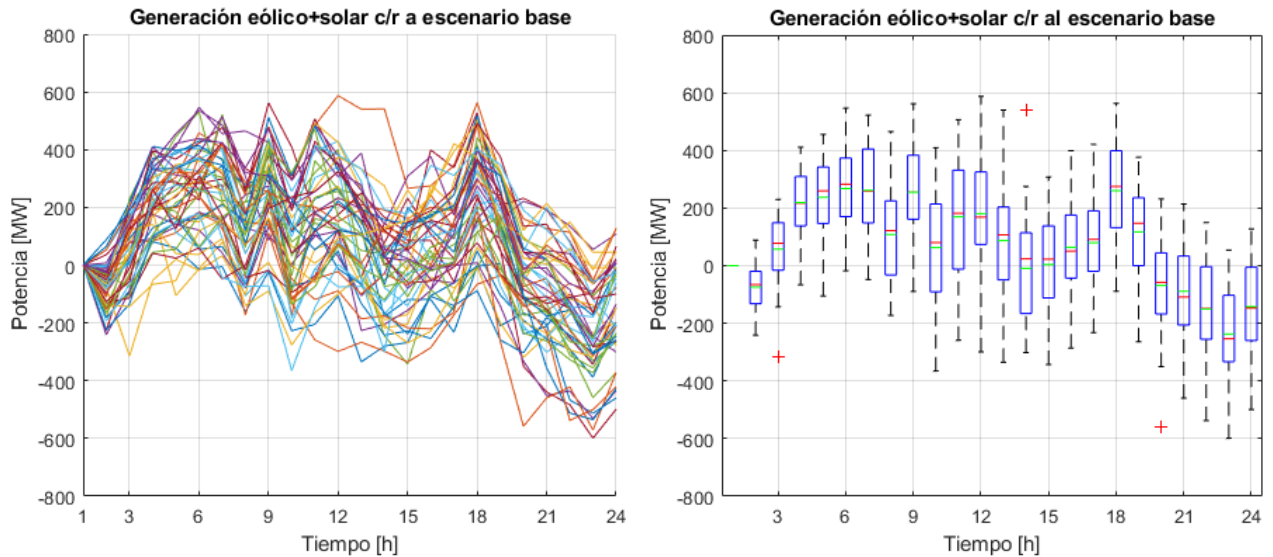 Generación eólico+solar c/r a escenario base
800
600
400
200
0
-200
-400
600
-800
Potencia [MW]
1 3 6 9 12 15 18 21 24
Tiempo [h]
Generación eólico+solar c/r al escenario base
800
600
400
200
0
-200
-400
-600
-800
Potencia [MW]
3 6 9 12 15 18 21 24
Tiempo [h]